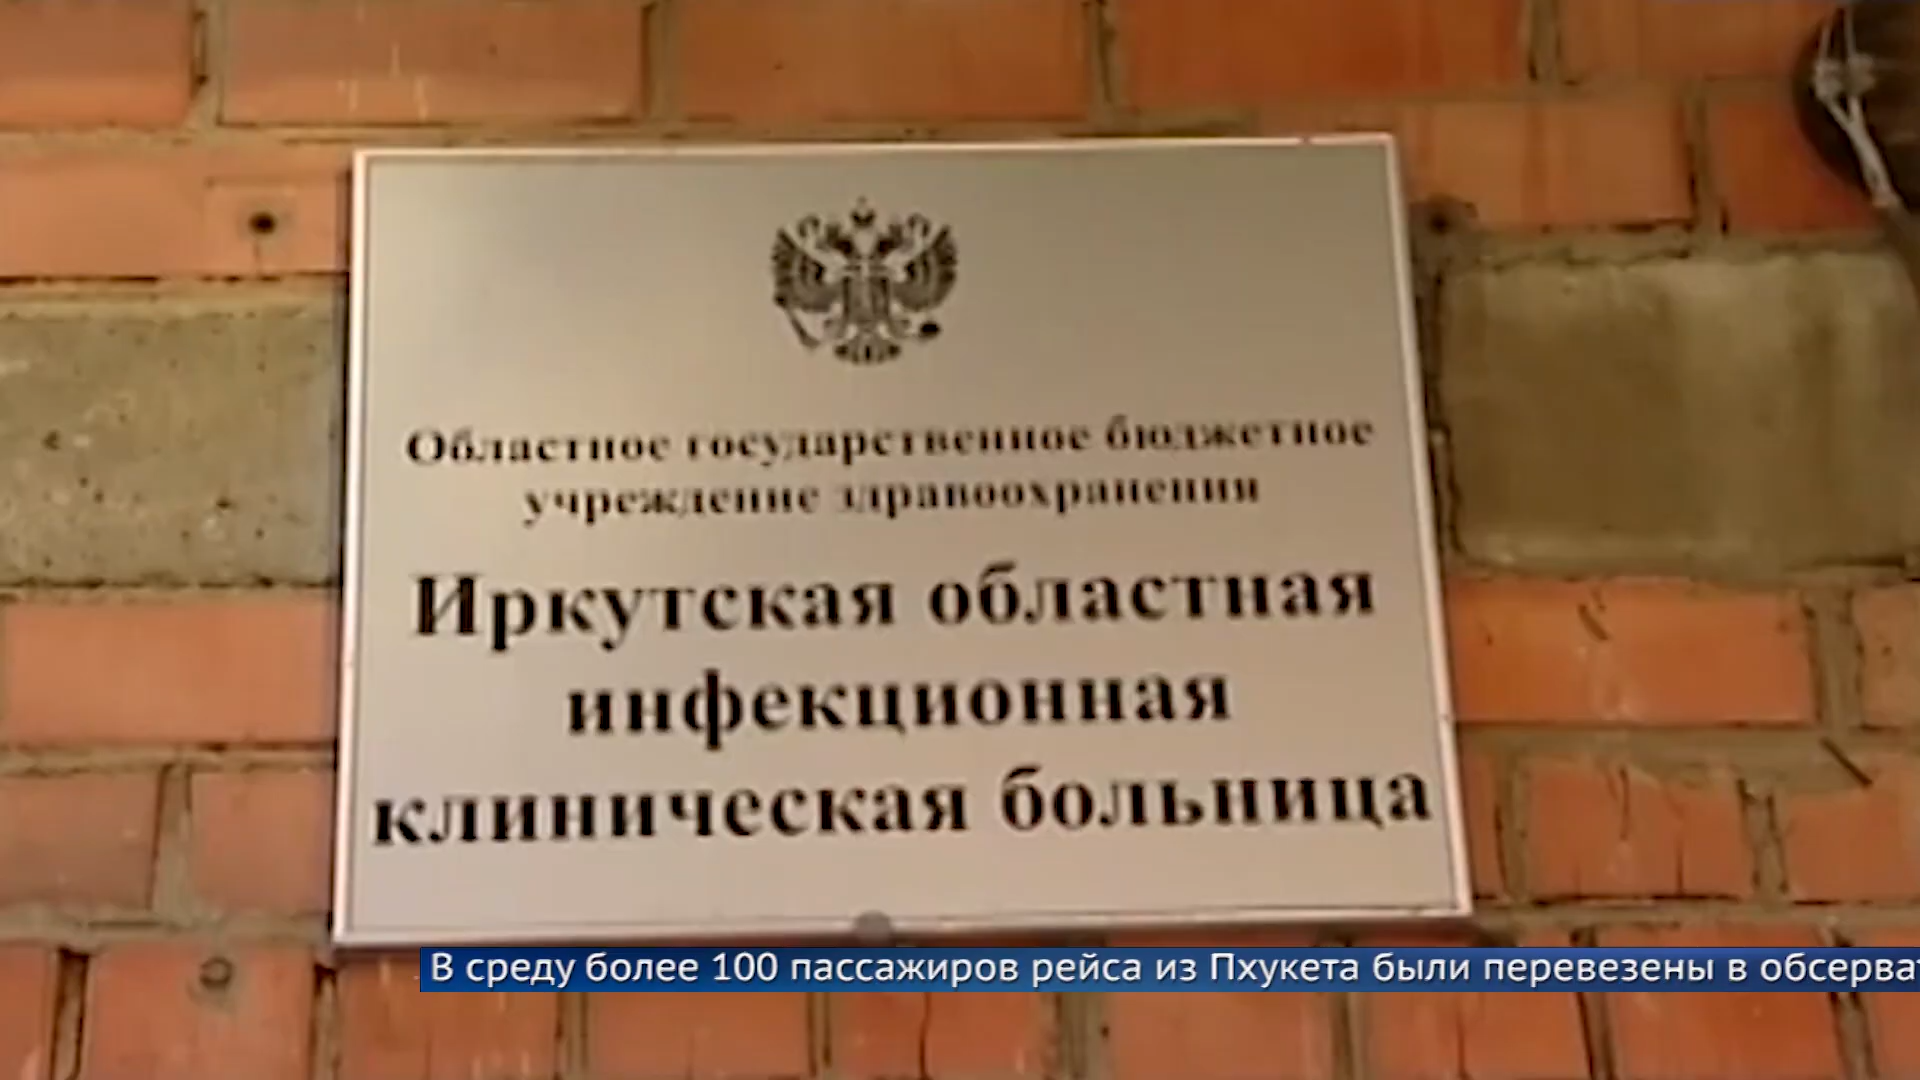 Областное государственное бюджетное
учреждение здравоохранения
Иркутская областная
инфекционная
клиническая больница
В среду более 100 пассажиров рейса из Пхукета были перевезены в обсерват